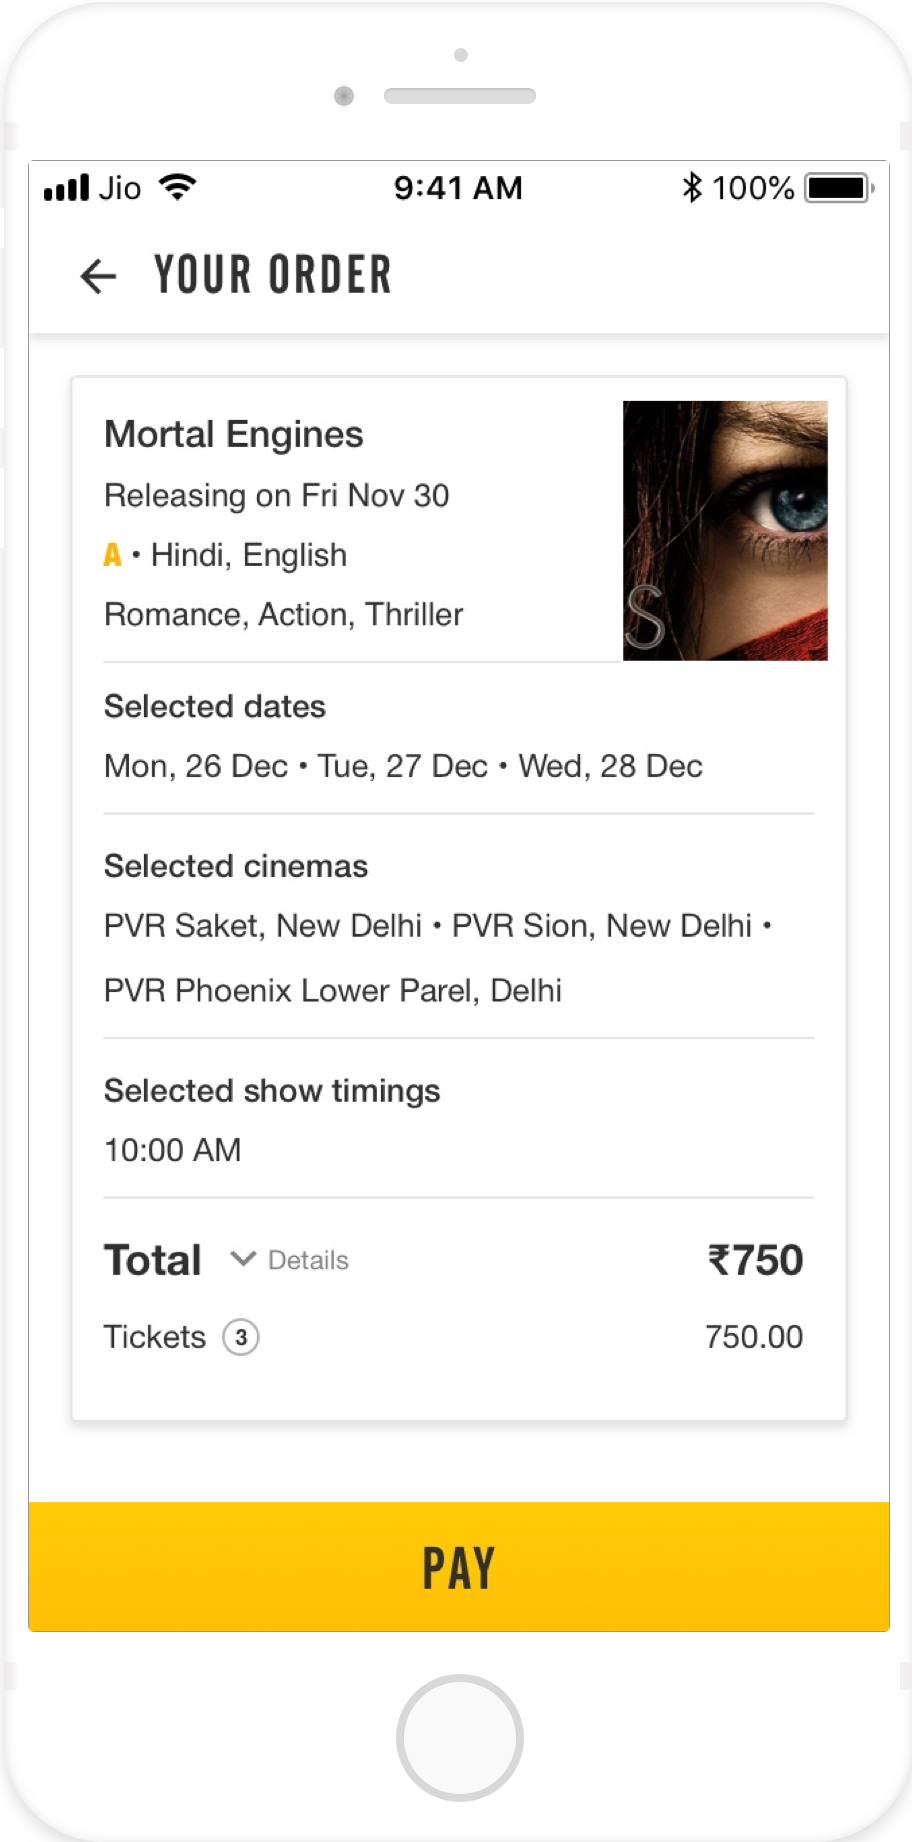 Jio 9:41 AM 100%
YOUR ORDER
Mortal Engines
Releasing on Fri Nov 30
A • Hindi, English
Romance, Action, Thriller
S
Selected dates
Mon, 26 Dec • Tue, 27 Dec • Wed, 28 Dec
Selected cinemas
PVR Saket, New Delhi • PVR Sion, New Delhi •
PVR Phoenix Lower Parel, Delhi
Selected show timings
10:00 AM
Total Details ₹750
Tickets 3 750.00
PAY